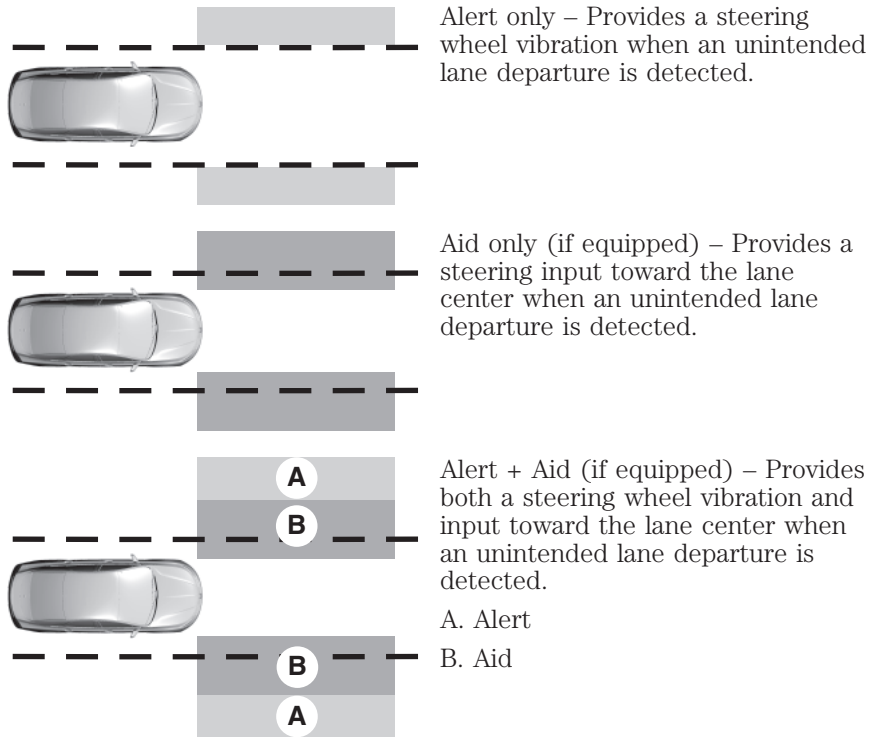 Alert only – Provides a steering
wheel vibration when an unintended
lane departure is detected.
Aid only (if equipped) – Provides a
steering input toward the lane
center when an unintended lane
departure is detected.
A
B
B
A
Alert + Aid (if equipped) – Provides
both a steering wheel vibration and
input toward the lane center when
an unintended lane departure is
detected.
A. Alert
B. Aid